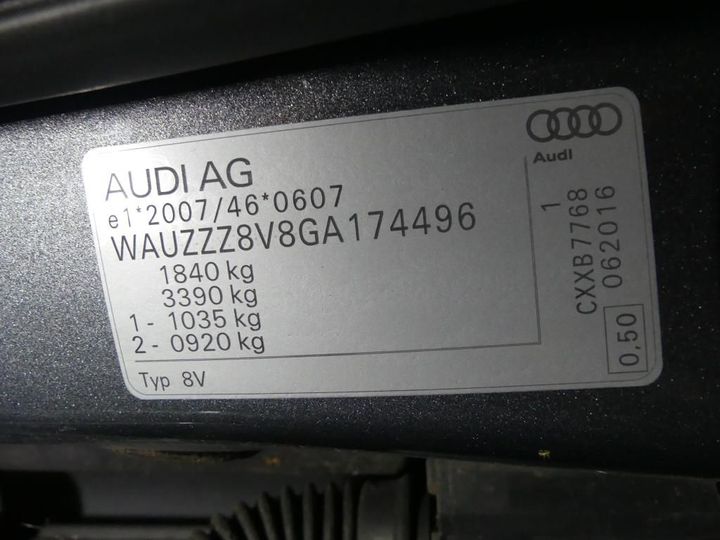 AUDI AG
e1*2007/46*0607
WAUZZZ8V8GA174496
1840 kg
3390 kg
1 - 1035 kg
2 - 0920 kg
Typ 8V
Audi
1
CXXB7768
062016
0,50